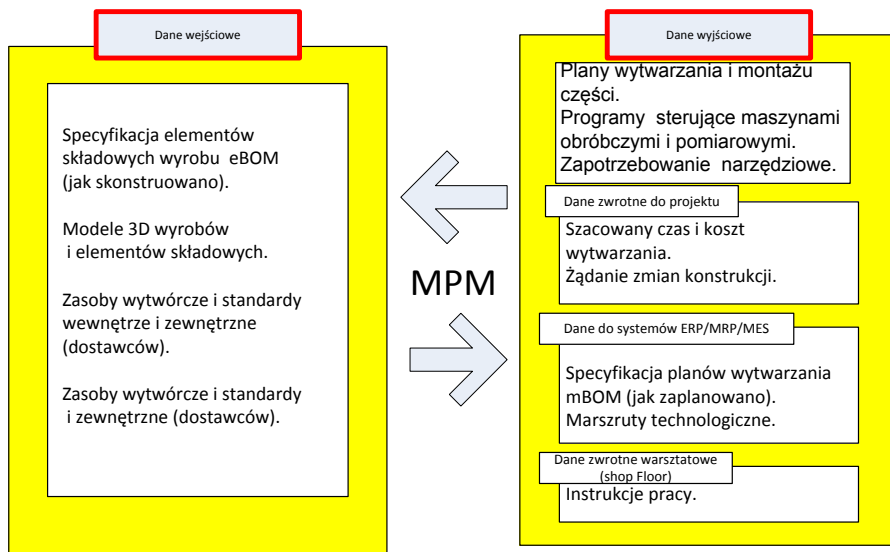 Dane wejściowe
Specyfikacja elementów
składowych wyrobu eBOM
(jak skonstruowano).
Modele 3D wyrobów
i elementów składowych.
Zasoby wytwórcze i standardy
wewnętrze i zewnętrzne
(dostawców).
Zasoby wytwórcze i standardy
i zewnętrzne (dostawców).
MPM
Dane wyjściowe
Plany wytwarzania i montażu
części.
Programy sterujące maszynami
obróbczymi i pomiarowymi.
Zapotrzebowanie narzędziowe.
Dane zwrotne do projektu
Szacowany czas i koszt
wytwarzania.
Żądanie zmian konstrukcji.
Dane do systemów ERP/MRP/MES
Specyfikacja planów wytwarzania
mBOM (jak zaplanowano).
Marszruty technologiczne.
Dane zwrotne warsztatowe
(shop Floor)
Instrukcje pracy.